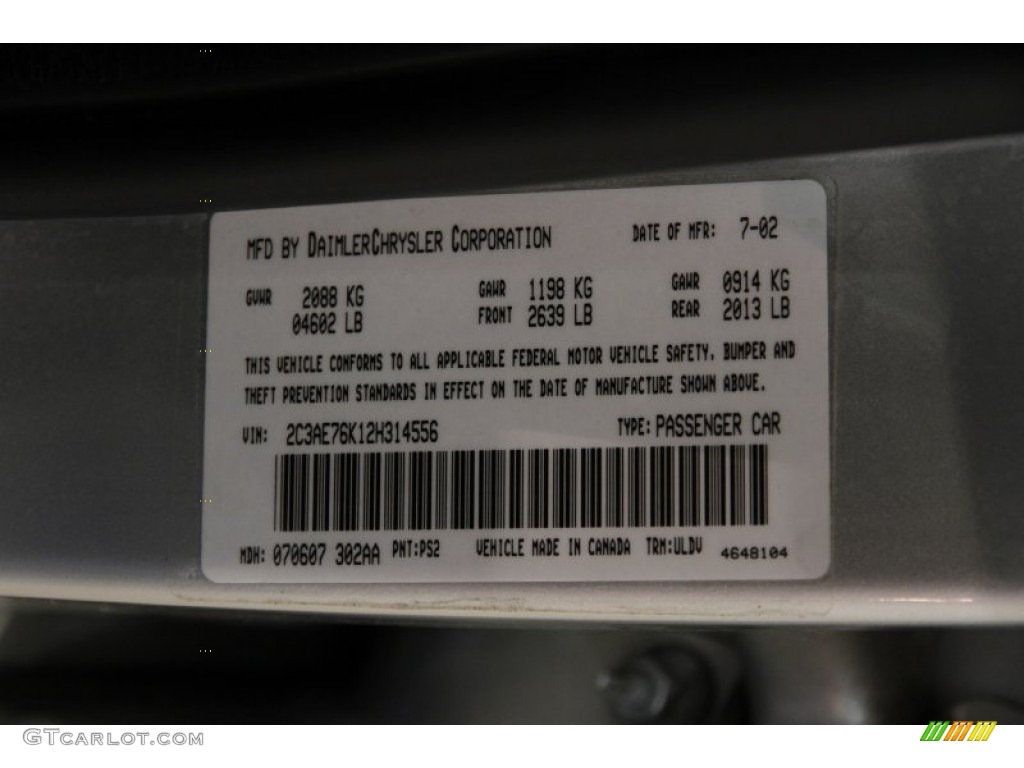 MFD BY DAIMLERCHRYSLER CORPORATION DATE OF MFR: 7-02
GVWR 2088 KG GAWR 1198 KG GAWR 0914 KG
04602 LB FRONT 2639 LB REAR 2013 LB
THIS VEHICLE CONFORMS TO ALL APPLICABLE FEDERAL MOTOR VEHICLE SAFETY, BUMPER AND
THEFT PREVENTION STANDARDS IN EFFECT ON THE DATE OF MANUFACTURE SHOWN ABOVE.
VIN: 2C3AE76K12H314556 TYPE: PASSENGER CAR
MDH: 070607 302AA PNT:PS2 VEHICLE MADE IN CANADA TRM:ULDV 4648104
GTCarlot.com